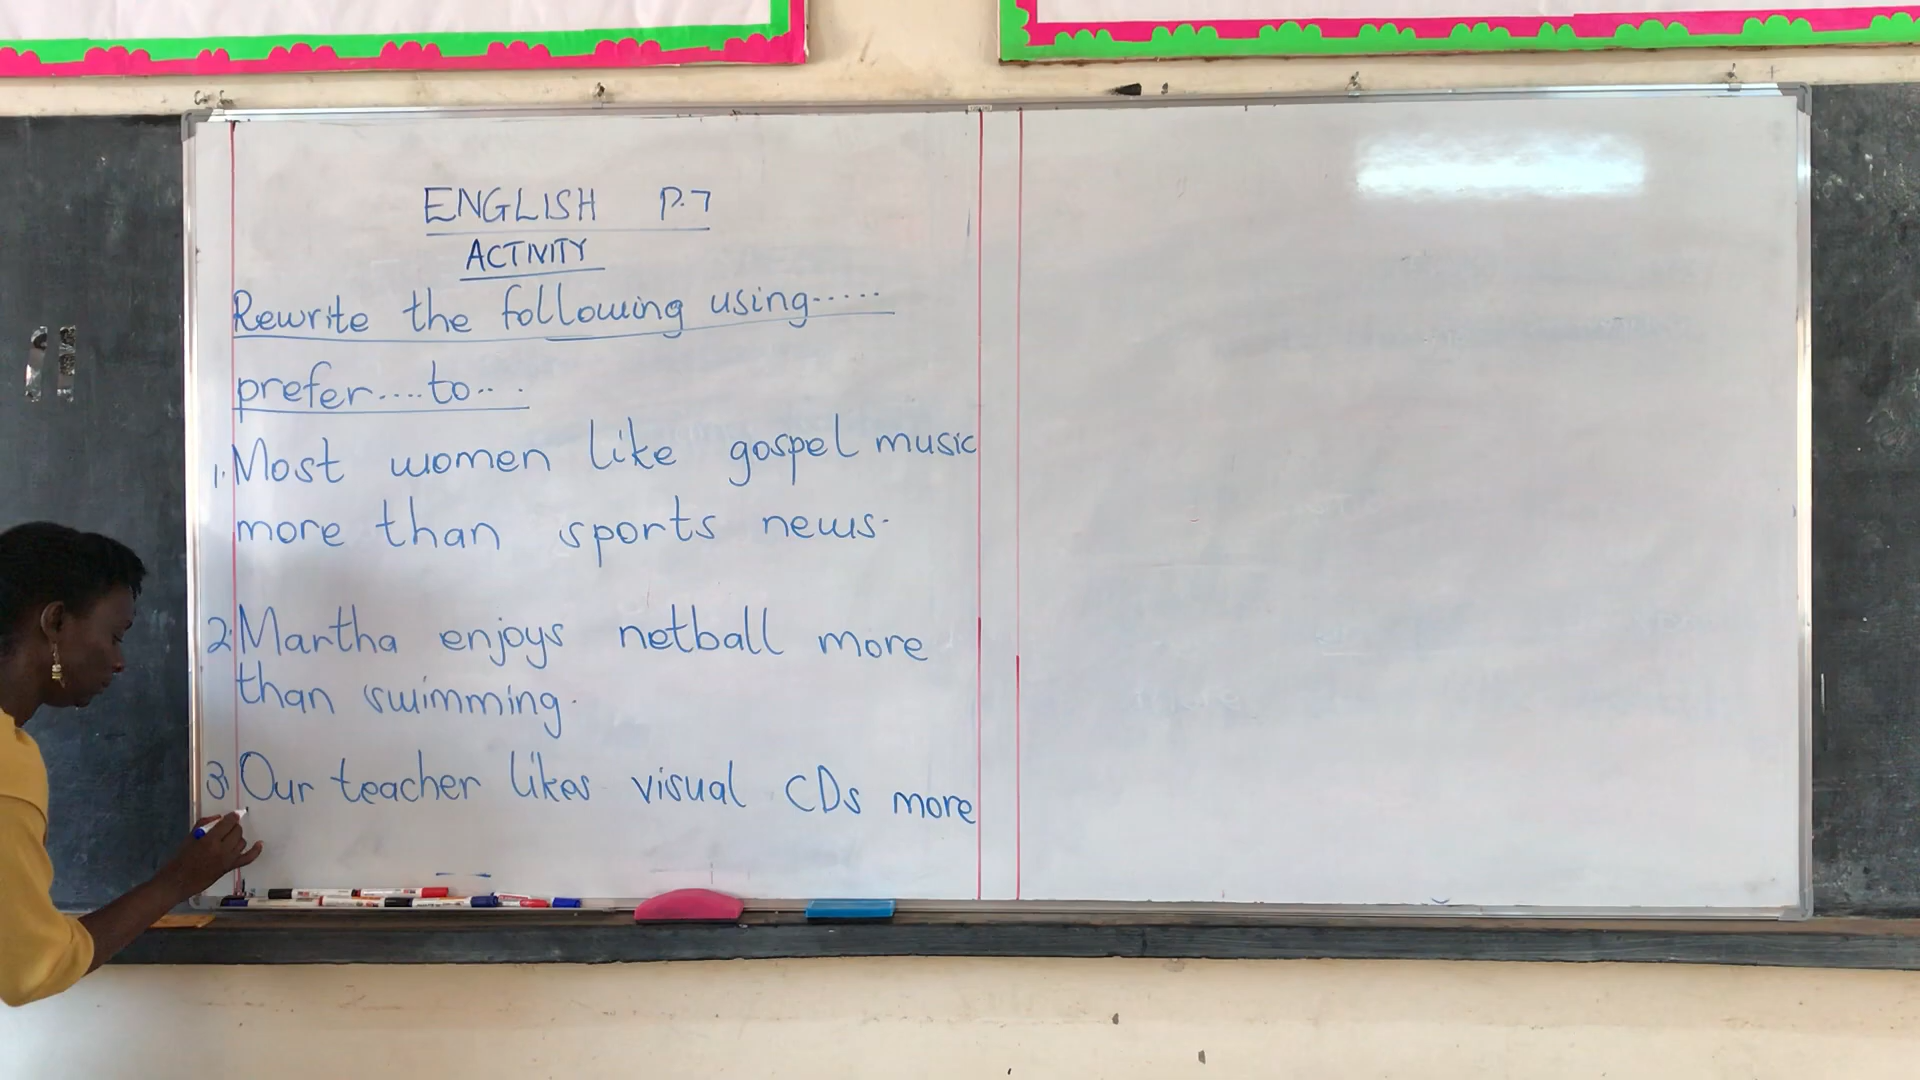 ENGLISH P.7
ACTIVITY
Rewrite the following using.....
prefer....to....
1. Most women like gospel music
more than sports news.
2. Martha enjoys netball more
than swimming.
3. Our teacher likes visual CDs more